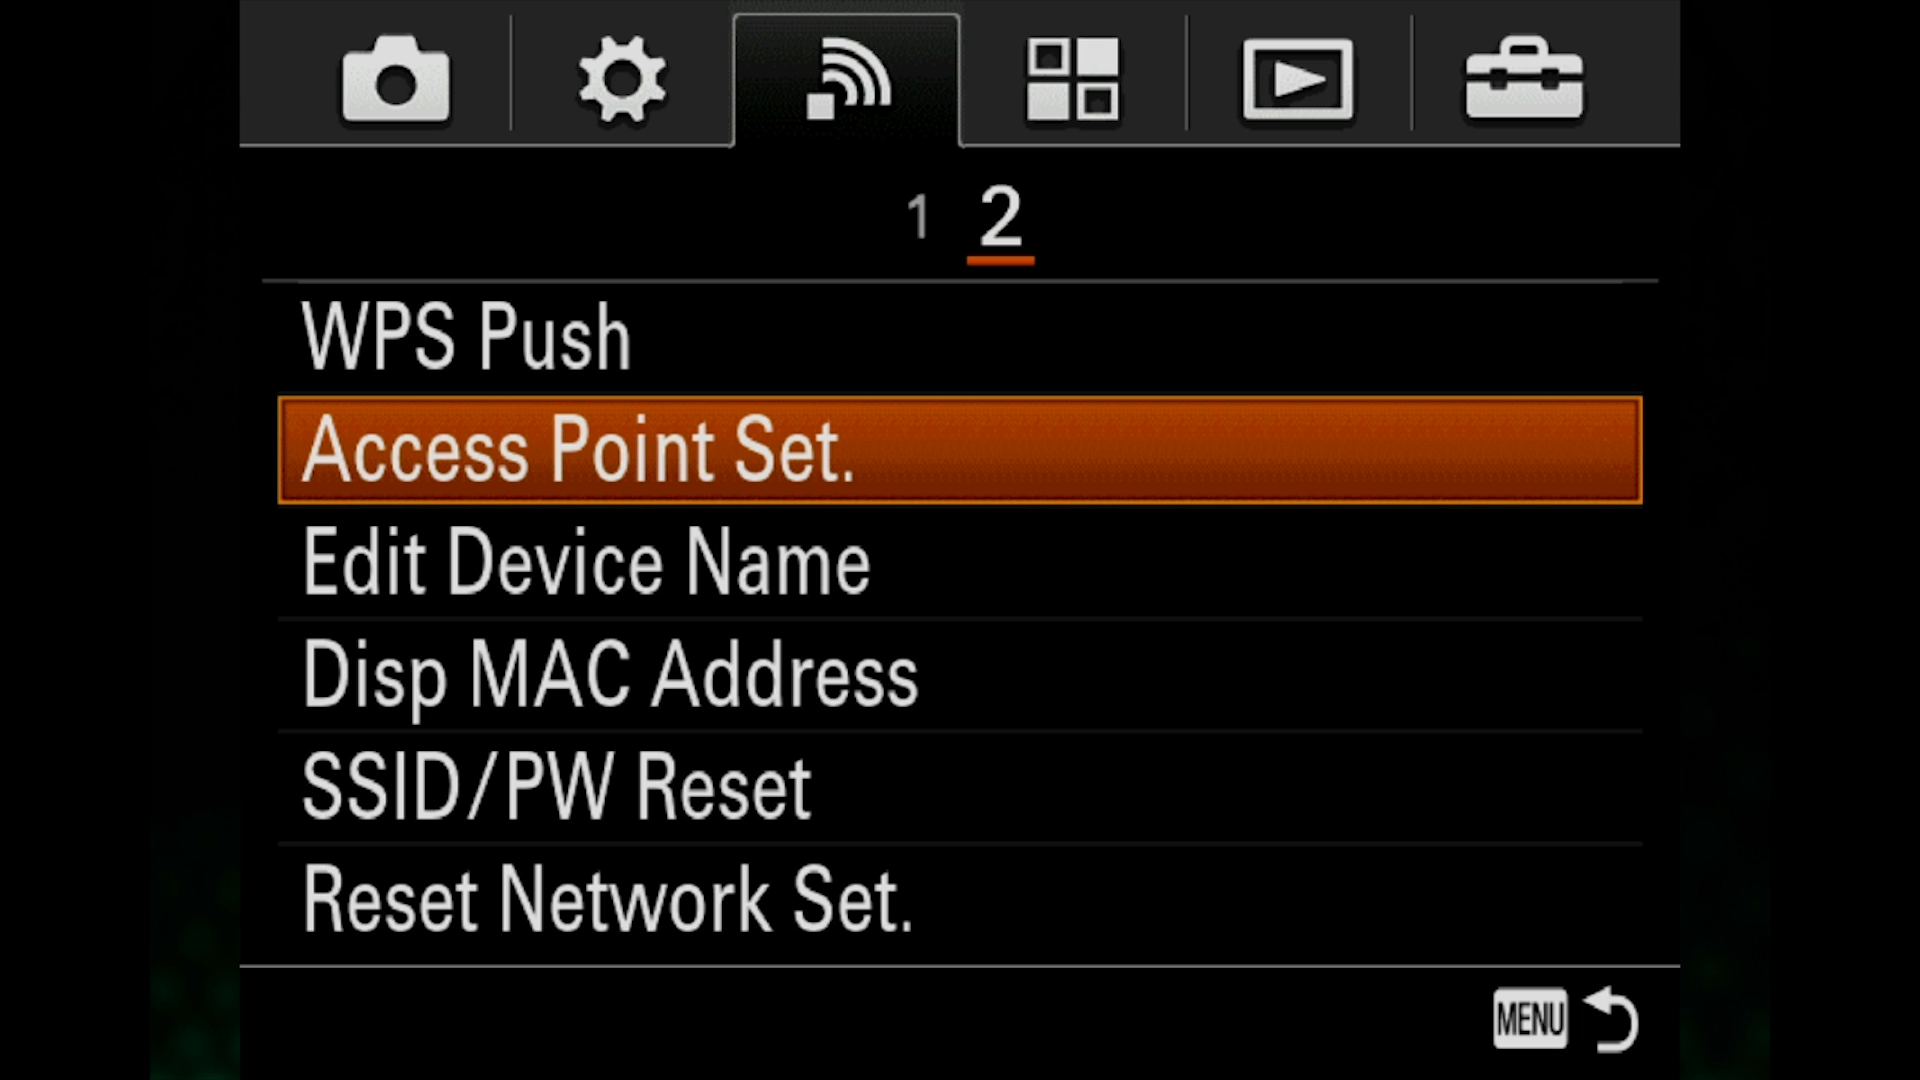 1 2
WPS Push
Access Point Set.
Edit Device Name
Disp MAC Address
SSID/PW Reset
Reset Network Set.
MENU